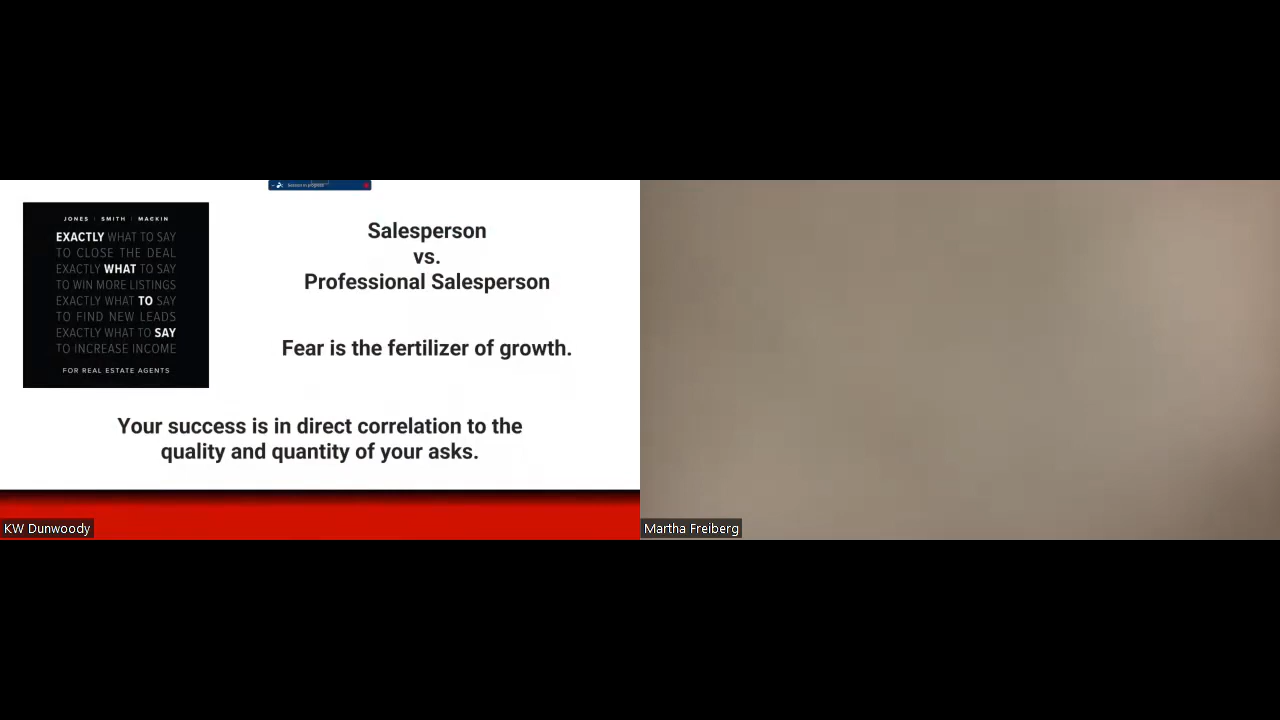 JONES | SMITH | MACKIN
EXACTLY WHAT TO SAY
TO CLOSE THE DEAL
EXACTLY WHAT TO SAY
TO WIN MORE LISTINGS
EXACTLY WHAT TO SAY
TO FIND NEW LEADS
EXACTLY WHAT TO SAY
TO INCREASE INCOME
FOR REAL ESTATE AGENTS
Salesperson
vs.
Professional Salesperson
Fear is the fertilizer of growth.
Your success is in direct correlation to the
quality and quantity of your asks.
KW Dunwoody
Martha Freiberg